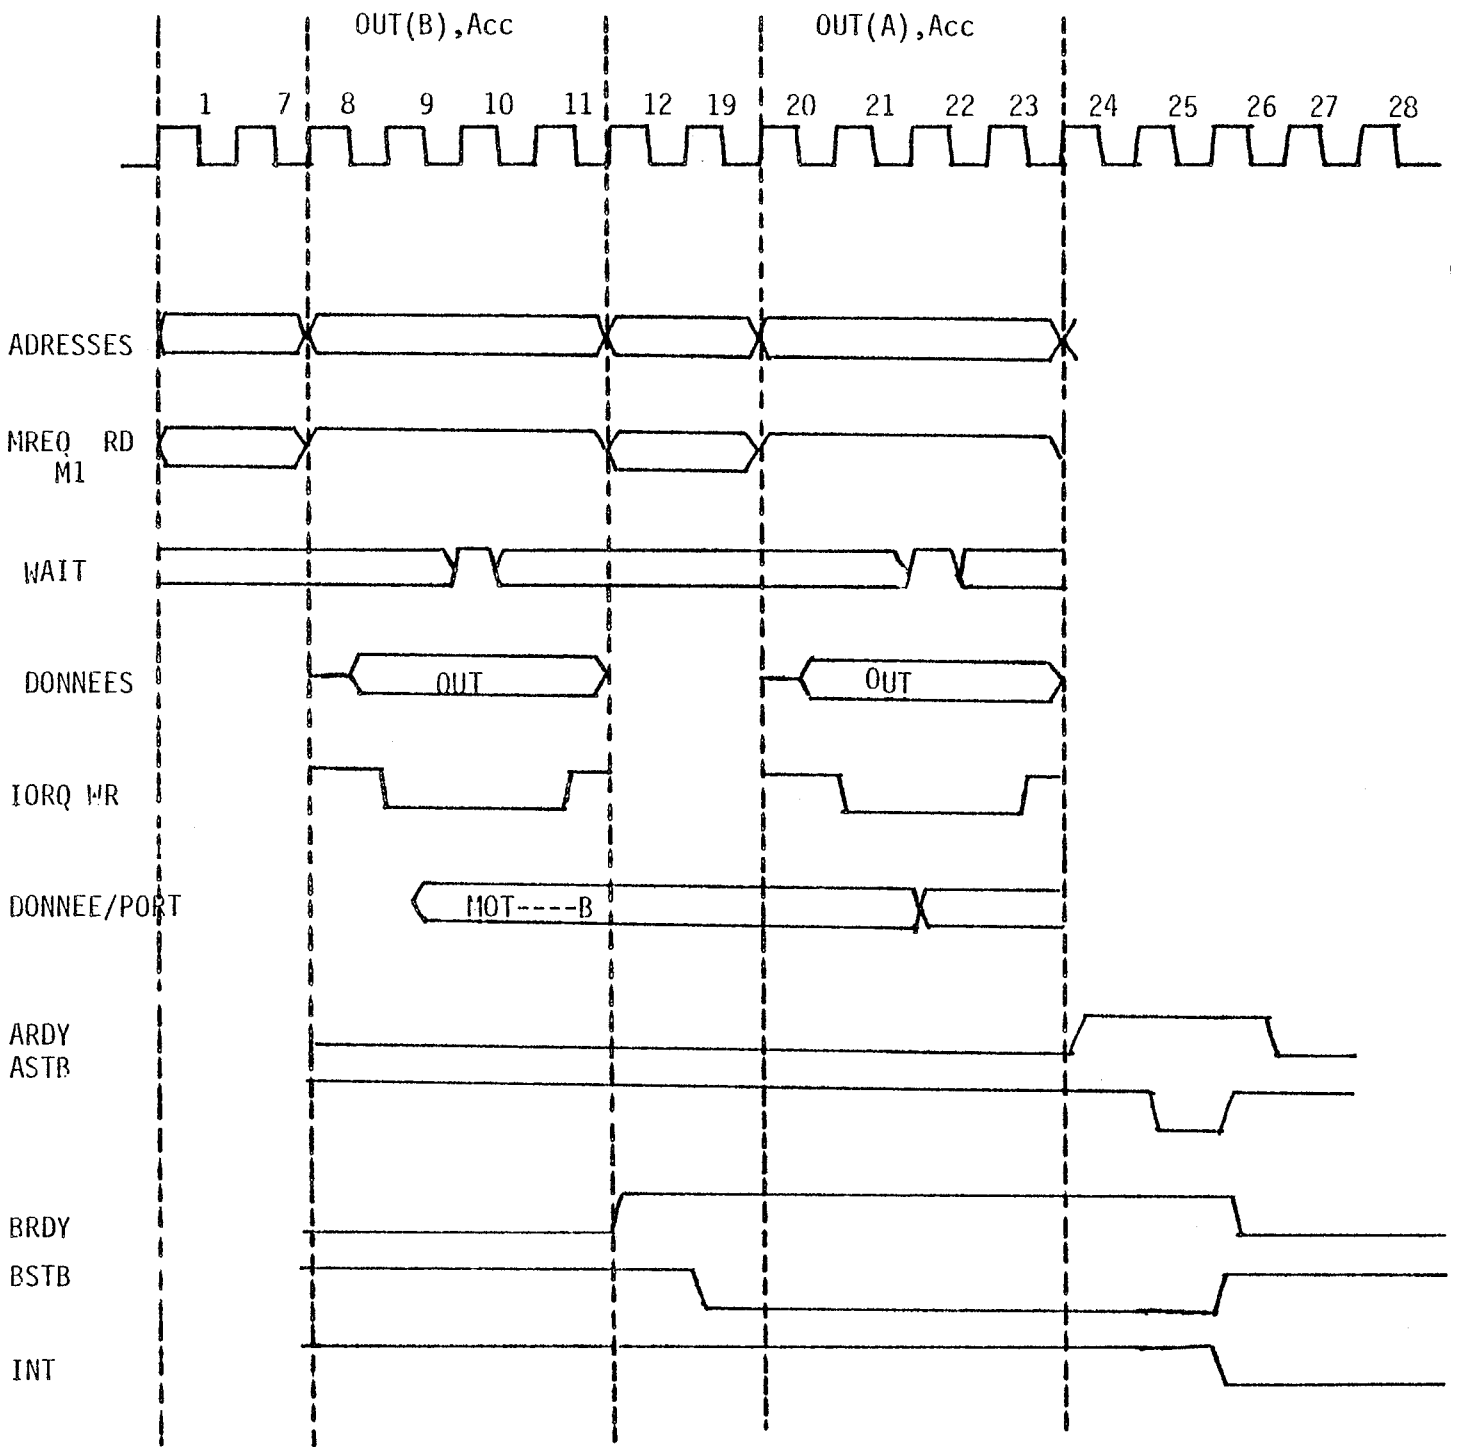 OUT(B),Acc OUT(A),Acc
1 7 8 9 10 11 12 19 20 21 22 23 24 25 26 27 28
ADRESSES
MREQ RD
M1
WAIT
DONNEES OUT OUT
IORQ WR
DONNEE/PORT MOT----B
ARDY
ASTB
BRDY
BSTB
INT